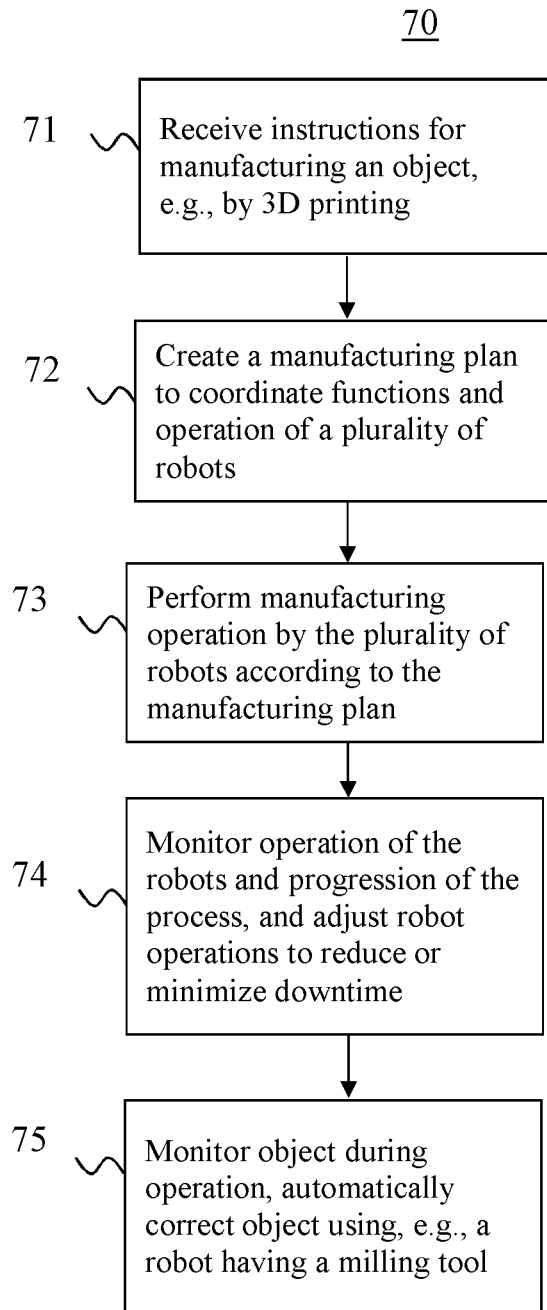 70
71
Receive instructions for
manufacturing an object,
e.g., by 3D printing
72
Create a manufacturing plan
to coordinate functions and
operation of a plurality of
robots
73
Perform manufacturing
operation by the plurality of
robots according to the
manufacturing plan
74
Monitor operation of the
robots and progression of the
process, and adjust robot
operations to reduce or
minimize downtime
75
Monitor object during
operation, automatically
correct object using, e.g., a
robot having a milling tool